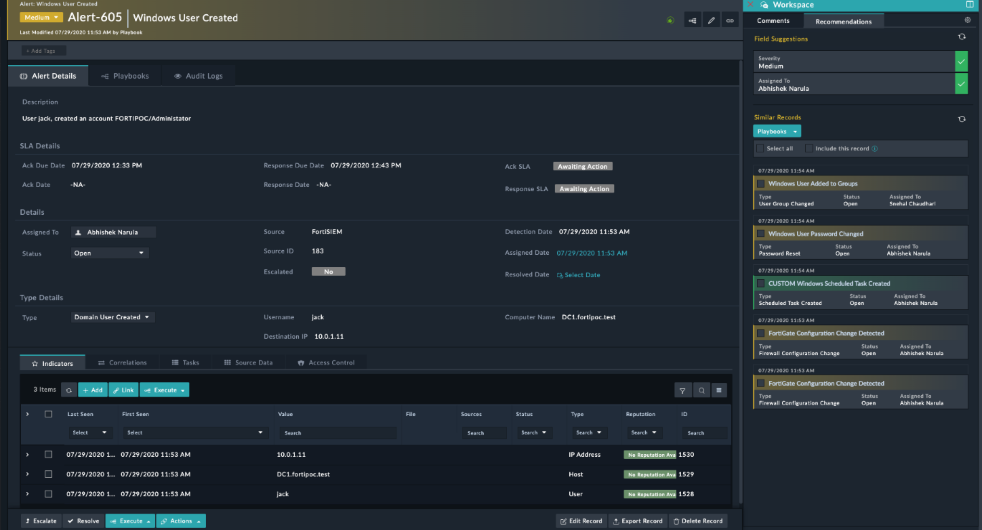 Alert: Windows User Created
Medium Alert-605 Windows User Created
Last Modified 07/29/2020 11:53 AM by Playbook
+ Add Tags
Alert Details Playbooks Audit Logs
Description
User jack, created an account FORTIPOC/Administator
SLA Details
Ack Due Date 07/29/2020 12:33 PM Response Due Date 07/29/2020 12:43 PM Ack SLA Awaiting Action
Ack Date -NA- Response Date -NA- Response SLA Awaiting Action
Details
Assigned To Abhishek Narula Source FortiSIEM Detection Date 07/29/2020 11:53 AM
Status Open Source ID 183 Assigned Date 07/29/2020 11:53 AM
Escalated No Resolved Date Select Date
Type Details
Type Domain User Created Username jack Computer Name DC1.fortipoc.test
Destination IP 10.0.1.11
Indicators Correlations Tasks Source Data Access Control
3 Items + Add Link Execute
Last Seen First Seen Value File Sources Status Type Reputation ID
Select Select Search Search Search Search Search Search
07/29/2020 1... 07/29/2020 11:53 AM 10.0.1.11 IP Address No Reputation Ava 1530
07/29/2020 1... 07/29/2020 11:53 AM DC1.fortipoc.test Host No Reputation Ava 1529
07/29/2020 1... 07/29/2020 11:53 AM jack User No Reputation Ava 1528
Escalate Resolve Execute Actions Edit Record Export Record Delete Record
Workspace
Comments Recommendations
Field Suggestions
Severity
Medium
Assigned To
Abhishek Narula
Similar Records
Playbooks
Select all Include this record
07/29/2020 11:54 AM
Windows User Added to Groups
Type Status Assigned To
User Group Changed Open Snehal Chaudhari
07/29/2020 11:54 AM
Windows User Password Changed
Type Status Assigned To
Password Reset Open Abhishek Narula
07/29/2020 11:54 AM
CUSTOM Windows Scheduled Task Created
Type Status Assigned To
Scheduled Task Created Open Abhishek Narula
07/29/2020 11:53 AM
FortiGate Configuration Change Detected
Type Status Assigned To
Firewall Configuration Change Open Abhishek Narula
07/29/2020 11:53 AM
FortiGate Configuration Change Detected
Type Status Assigned To
Firewall Configuration Change Open Abhishek Narula